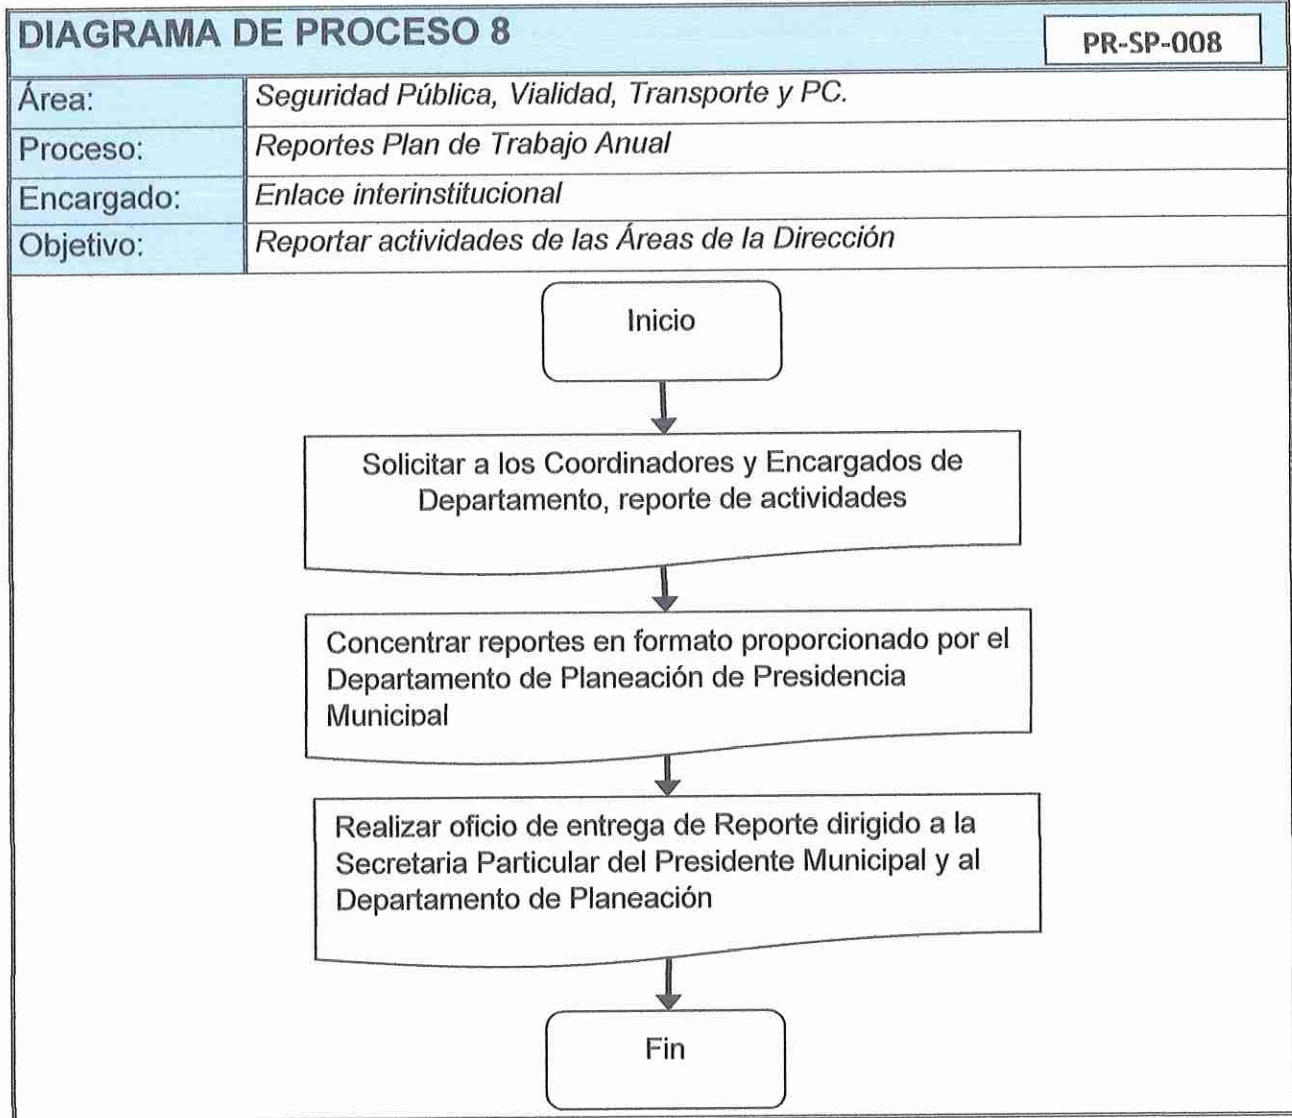 DIAGRAMA DE PROCESO 8
PR-SP-008
Área:
Seguridad Pública, Vialidad, Transporte y PC.
Proceso:
Reportes Plan de Trabajo Anual
Encargado:
Enlace interinstitucional
Objetivo:
Reportar actividades de las Áreas de la Dirección
Inicio
Solicitar a los Coordinadores y Encargados de
Departamento, reporte de actividades
Concentrar reportes en formato proporcionado por el
Departamento de Planeación de Presidencia
Municipal
Realizar oficio de entrega de Reporte dirigido a la
Secretaria Particular del Presidente Municipal y al
Departamento de Planeación
Fin